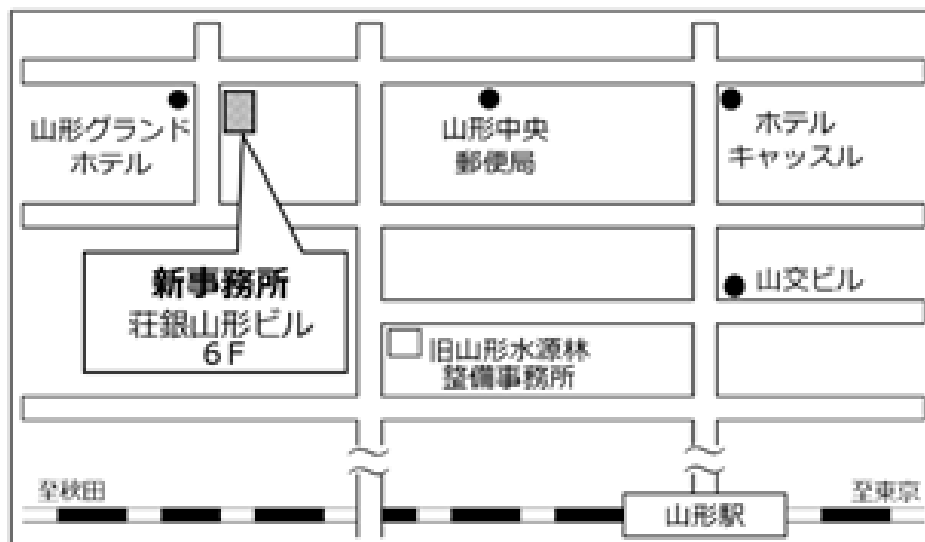 山形グランド
ホテル
山形中央
郵便局
ホテル
キャッスル
新事務所
荘銀山形ビル
6F
山交ビル
旧山形水源林
整備事務所
至秋田
至東京
山形駅